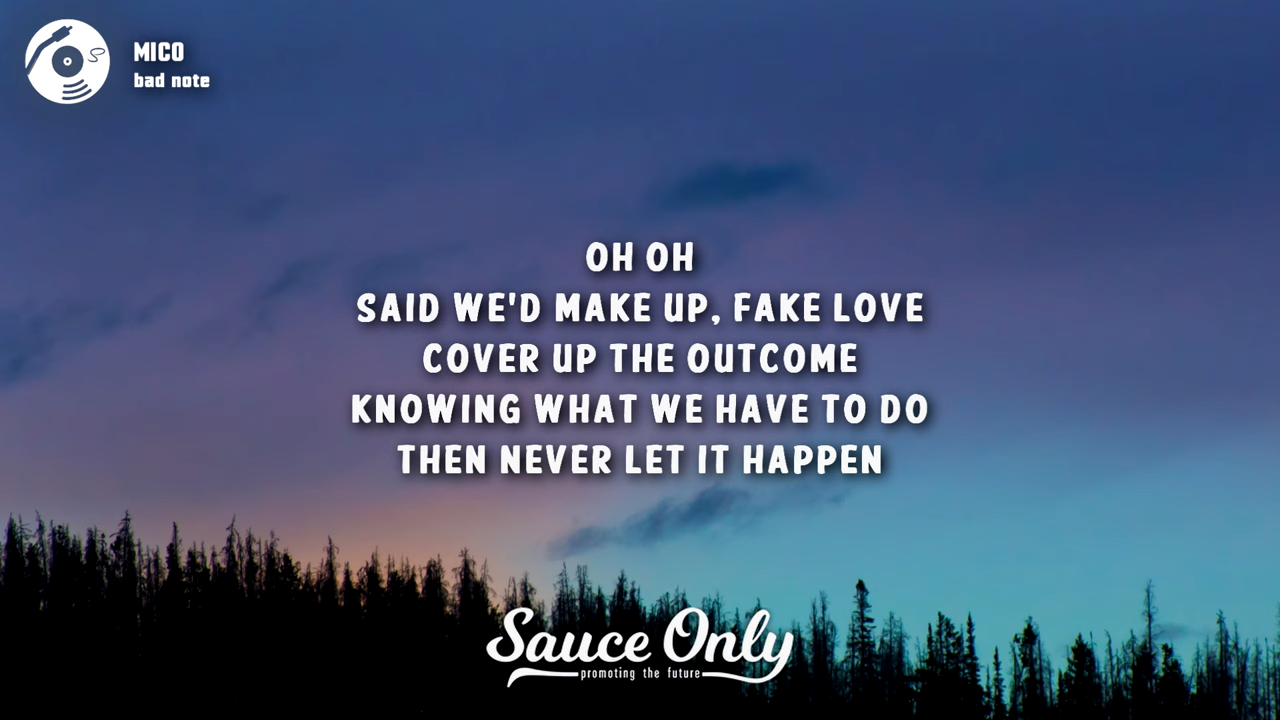 MICO
bad note
OH OH
SAID WE'D MAKE UP, FAKE LOVE
COVER UP THE OUTCOME
KNOWING WHAT WE HAVE TO DO
THEN NEVER LET IT HAPPEN
Sauce Only
promoting the future